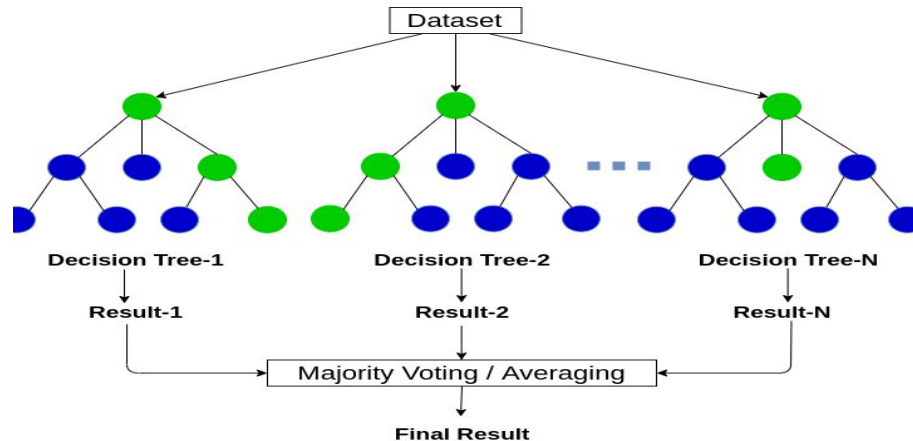 Dataset
Decision Tree-1
Decision Tree-2
Decision Tree-N
Result-1
Result-2
Result-N
Majority Voting / Averaging
Final Result